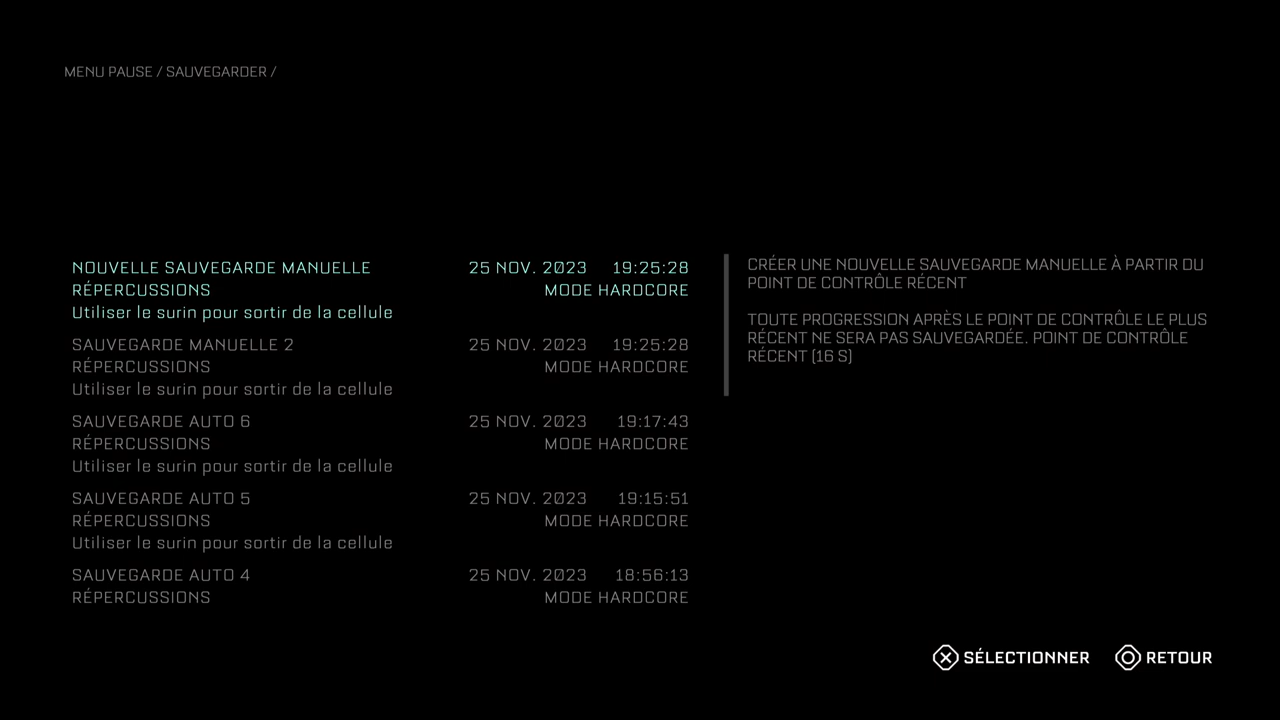 MENU PAUSE / SAUVEGARDER /
NOUVELLE SAUVEGARDE MANUELLE 25 NOV. 2023 19:25:28
RÉPERCUSSIONS MODE HARDCORE
Utiliser le surin pour sortir de la cellule
SAUVEGARDE MANUELLE 2 25 NOV. 2023 19:25:28
RÉPERCUSSIONS MODE HARDCORE
Utiliser le surin pour sortir de la cellule
SAUVEGARDE AUTO 6 25 NOV. 2023 19:17:43
RÉPERCUSSIONS MODE HARDCORE
Utiliser le surin pour sortir de la cellule
SAUVEGARDE AUTO 5 25 NOV. 2023 19:15:51
RÉPERCUSSIONS MODE HARDCORE
Utiliser le surin pour sortir de la cellule
SAUVEGARDE AUTO 4 25 NOV. 2023 18:56:13
RÉPERCUSSIONS MODE HARDCORE
CRÉER UNE NOUVELLE SAUVEGARDE MANUELLE À PARTIR DU
POINT DE CONTRÔLE RÉCENT
TOUTE PROGRESSION APRÈS LE POINT DE CONTRÔLE LE PLUS
RÉCENT NE SERA PAS SAUVEGARDÉE. POINT DE CONTRÔLE
RÉCENT (16 S)
SÉLECTIONNER RETOUR